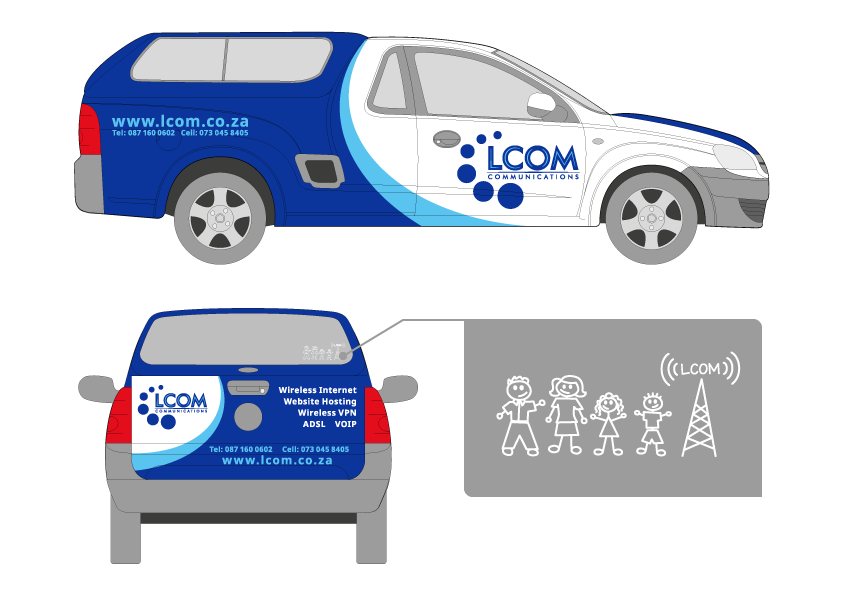 www.lcom.co.za
Tel: 087 160 0602 Cell: 073 045 8405
LCOM
COMMUNICATIONS
LCOM
COMMUNICATIONS
Wireless Internet
Website Hosting
Wireless VPN
ADSL VOIP
Tel: 087 160 0602 Cell: 073 045 8405
www.lcom.co.za
LCOM